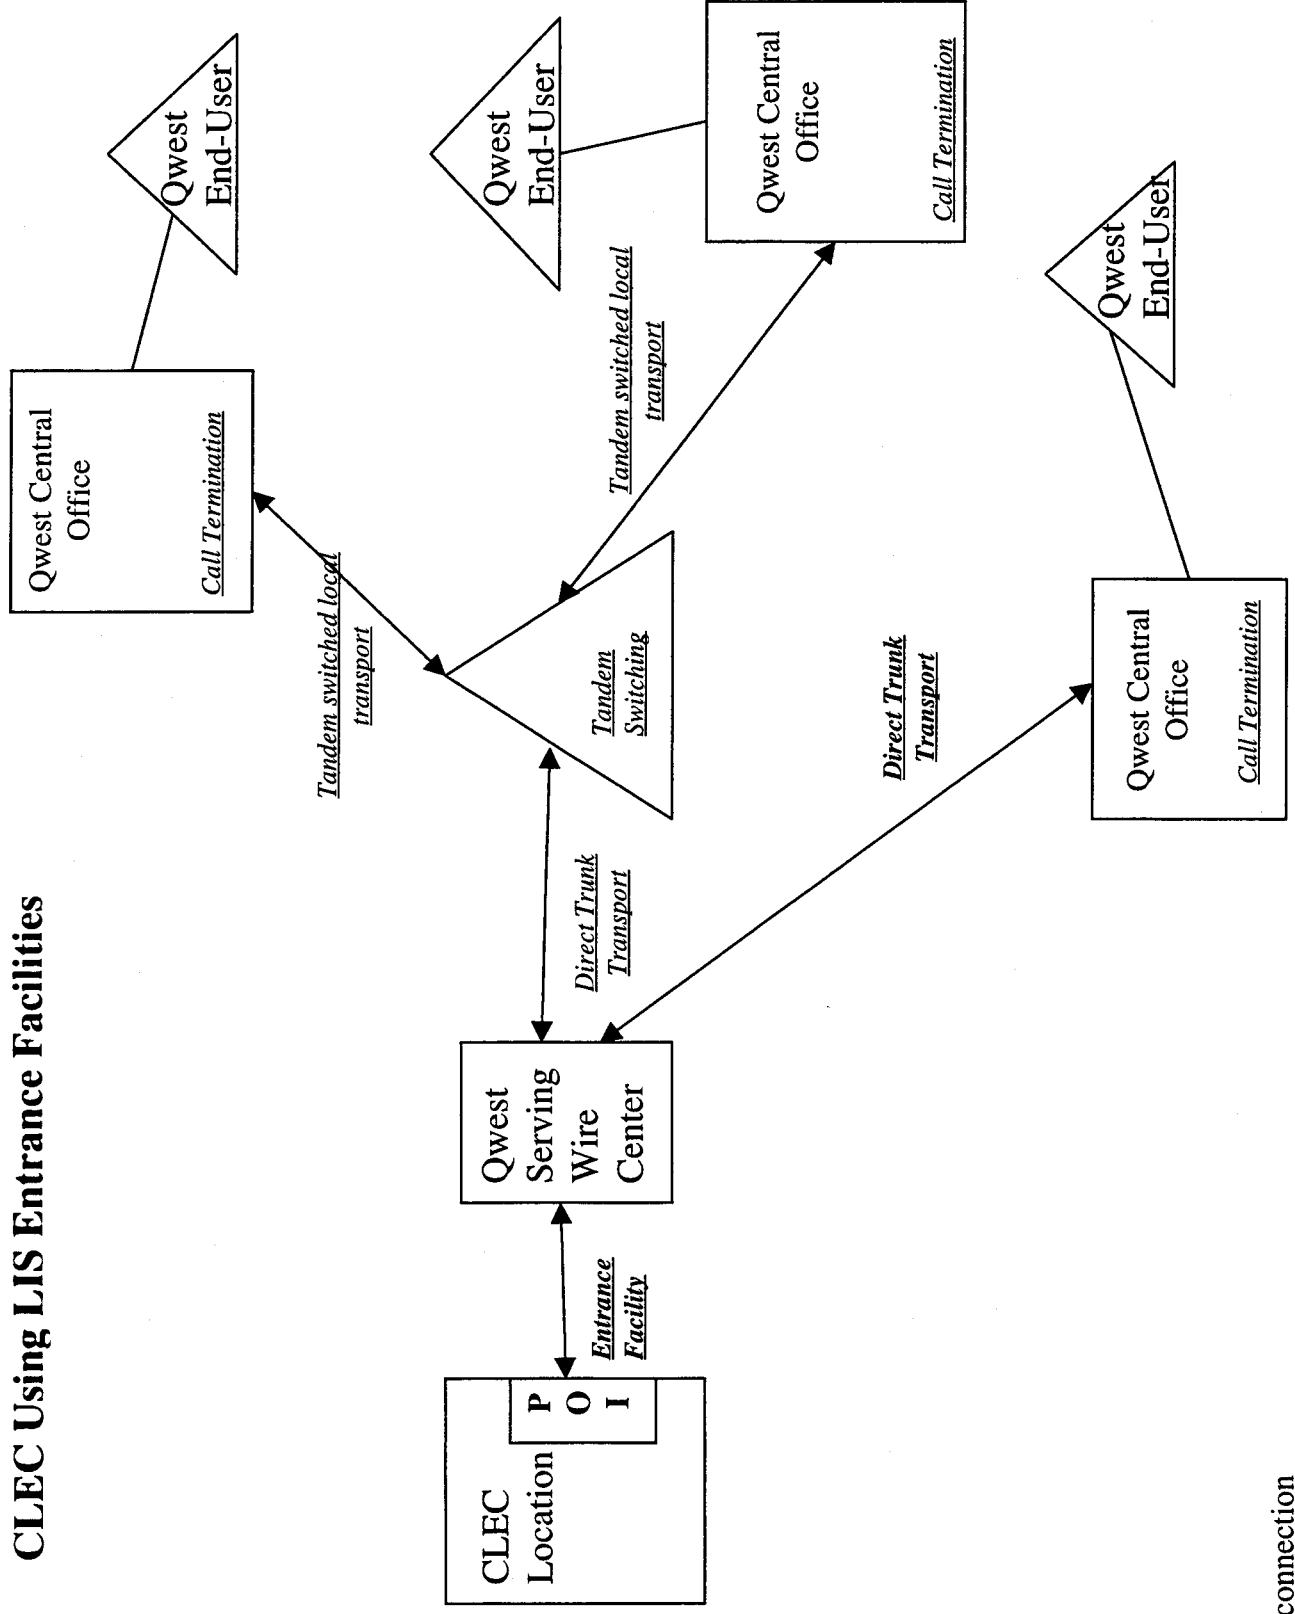 CLEC Using LIS Entrance Facilities
CLEC
Location
P
O
I
Entrance
Facility
Qwest
Serving
Wire
Center
Direct Trunk
Transport
Tandem
Switching
Tandem switched local
transport
Qwest Central
Office
Call Termination
Qwest
End-User
Tandem switched local
transport
Qwest Central
Office
Call Termination
Qwest
End-User
Direct Trunk
Transport
Qwest Central
Office
Call Termination
Qwest
End-User
connection